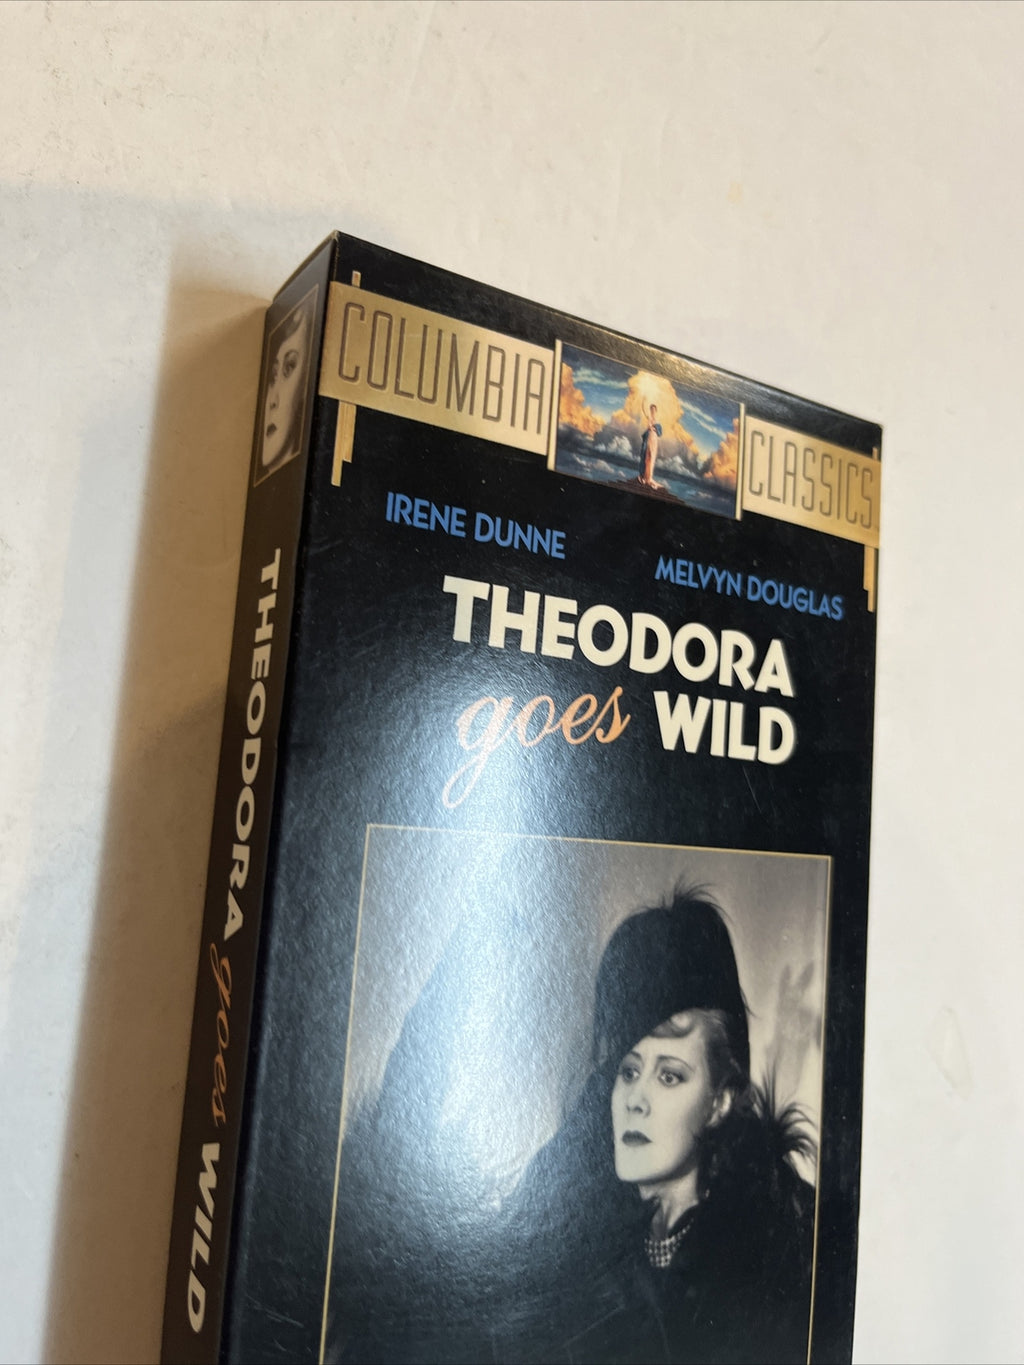 COLUMBIA CLASSICS
IRENE DUNNE
MELVYN DOUGLAS
THEODORA
goes WILD
THEODORA goes WILD